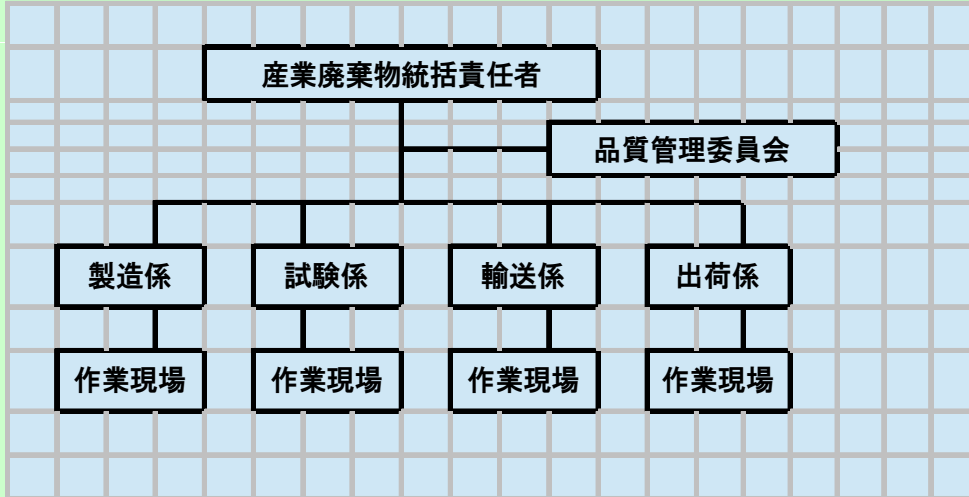 産業廃棄物統括責任者
品質管理委員会
製造係 試験係 輸送係 出荷係
作業現場 作業現場 作業現場 作業現場